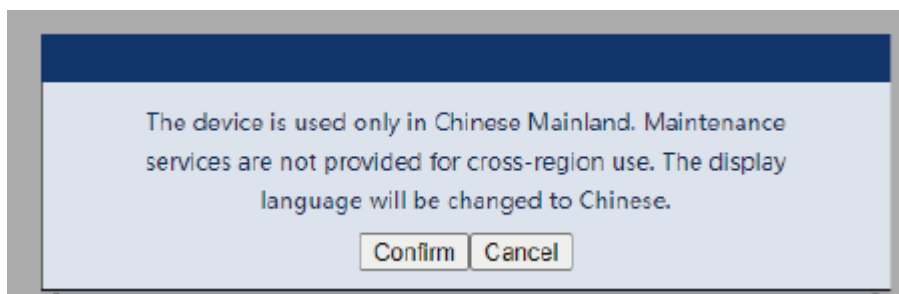 The device is used only in Chinese Mainland. Maintenance
services are not provided for cross-region use. The display
language will be changed to Chinese.
Confirm Cancel